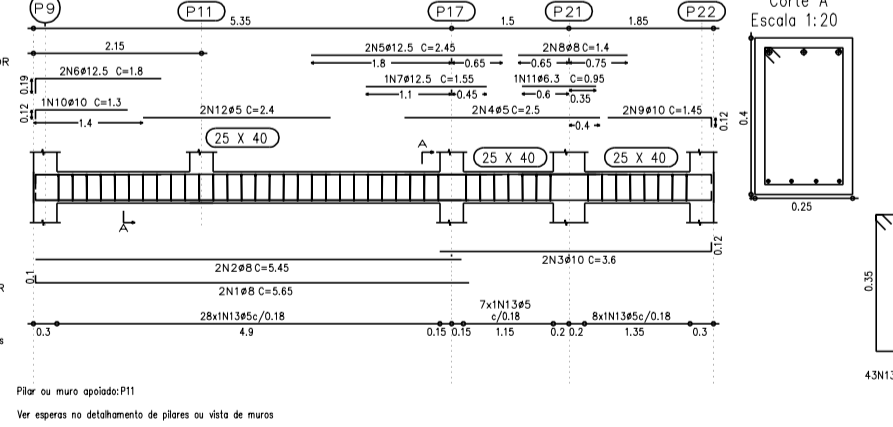 P9 P11 P17 P21 P22
Corte A
Escala 1:20
5.35 1.5 1.85
2.15
OR
2N5ø12.5 C=2.45
2N8ø8 C=1.4
1.8 0.65 0.65 0.75
2N6ø12.5 C=1.8
0.19
1N7ø12.5 C=1.55
1N11ø6.3 C=0.95
1.1 0.45 0.6 0.35
1N10ø10 C=1.3
0.12
2N12ø5 C=2.4
2N4ø5 C=2.5
2N9ø10 C=1.45
1.4 0.4 0.12
25 X 40
A
25 X 40
25 X 40
0.4
0.25
A
0.12
2N2ø8 C=5.45
2N3ø10 C=3.6
0.1
2N1ø8 C=5.65
R
0.35
28x1N13ø5c/0.18
7x1N13ø5
c/0.18
8x1N13ø5c/0.18
0.3 4.9 0.15 0.15 1.15 0.2 0.2 1.35 0.3
s
43N13
Pilar ou muro apoiado:P11
Ver esperas no detalhamento de pilares ou vista de muros